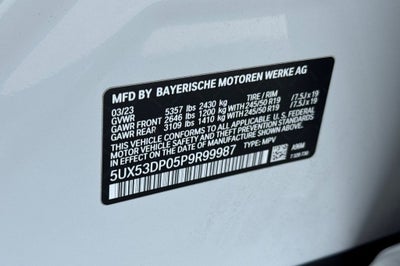 MFD BY BAYERISCHE MOTOREN WERKE AG
03/23 TIRE / RIM
GVWR 5357 lbs 2430 kg
GAWR FRONT 2646 lbs 1200 kg 245/50 R19 /7.5J x 19
GAWR REAR 3109 lbs 1410 kg 245/50 R19 /7.5J x 19
THIS VEHICLE CONFORMS TO ALL APPLICABLE U.S. FEDERAL
MOTOR VEHICLE SAFETY AND THEFT PREVENTION
STANDARDS IN EFFECT ON THE DATE OF
MANUFACTURE SHOWN ABOVE.
5UX53DP05P9R99987 TYPE: MPV